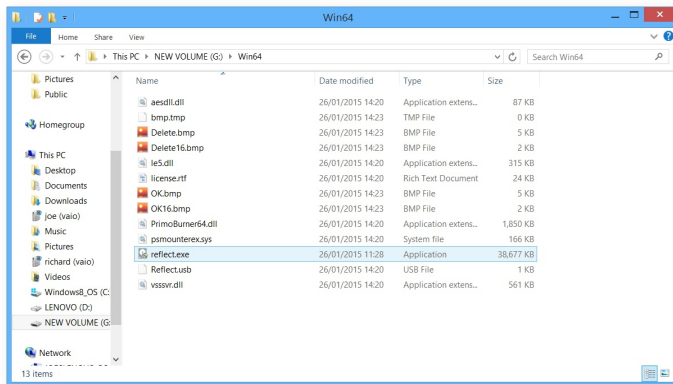 Win64
File Home Share View
This PC NEW VOLUME (G:) Win64
Search Win64
Pictures
Public
Homegroup
This PC
Desktop
Documents
Downloads
joe (vaio)
Music
Pictures
richard (vaio)
Videos
Windows8_OS (C:
LENOVO (D:)
NEW VOLUME (G:
Network
Name Date modified Type Size
aesdll.dll 26/01/2015 14:20 Application extens... 87 KB
bmp.tmp 26/01/2015 14:23 TMP File 0 KB
Delete.bmp 26/01/2015 14:23 BMP File 5 KB
Delete16.bmp 26/01/2015 14:23 BMP File 2 KB
le5.dll 26/01/2015 14:20 Application extens... 315 KB
license.rtf 26/01/2015 14:20 Rich Text Document 24 KB
OK.bmp 26/01/2015 14:23 BMP File 5 KB
OK16.bmp 26/01/2015 14:23 BMP File 2 KB
PrimoBurner64.dll 26/01/2015 14:20 Application extens... 1,850 KB
psmounterex.sys 26/01/2015 14:20 System file 166 KB
reflect.exe 26/01/2015 11:28 Application 38,677 KB
Reflect.usb 26/01/2015 14:20 USB File 1 KB
vsssvr.dll 26/01/2015 14:20 Application extens... 561 KB
13 items